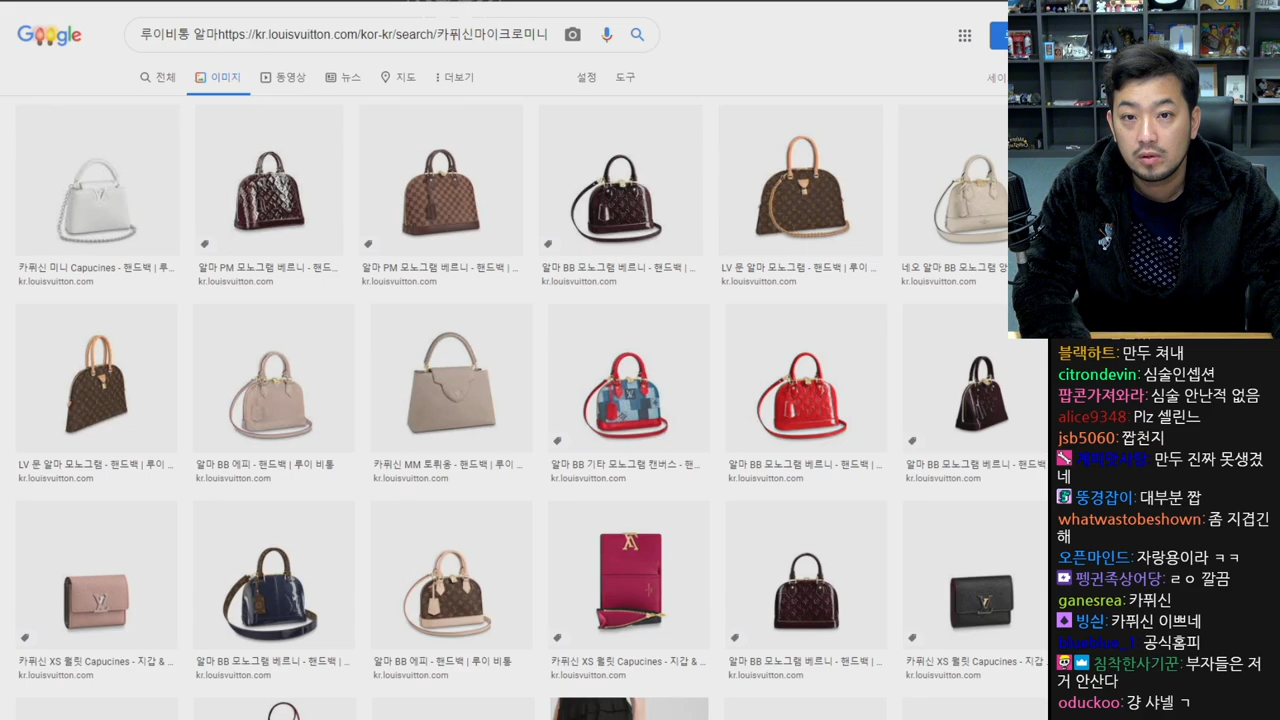 Google
루이비통 알마https://kr.louisvuitton.com/kor-kr/search/카퓌신마이크로미니
전체
이미지
동영상
뉴스
지도
더보기
설정
도구
세이
카퓌신 미니 Capucines - 핸드백 | 루...
kr.louisvuitton.com
알마 PM 모노그램 베르니 - 핸드...
kr.louisvuitton.com
알마 PM 모노그램 베르니 - 핸드백 | ...
kr.louisvuitton.com
알마 BB 모노그램 베르니 - 핸드백 | ...
kr.louisvuitton.com
LV 문 알마 모노그램 - 핸드백 | 루이 ...
kr.louisvuitton.com
네오 알마 BB 모노그램 앙
kr.louisvuitton.com
LV 문 알마 모노그램 - 핸드백 | 루이 ...
kr.louisvuitton.com
알마 BB 에피 - 핸드백 | 루이 비통
kr.louisvuitton.com
카퓌신 MM 토뤼옹 - 핸드백 | 루이 ...
kr.louisvuitton.com
알마 BB 기타 모노그램 캔버스 - 핸...
kr.louisvuitton.com
알마 BB 모노그램 베르니 - 핸드백 | ...
kr.louisvuitton.com
알마 BB 모노그램 베르니 - 핸드백
kr.louisvuitton.com
카퓌신 XS 월릿 Capucines - 지갑 & ...
알마 BB 모노그램 베르니 - 핸드백 | ...
알마 BB 에피- 핸드백 | 루이 비통
카퓌신 XS 월릿 Capucines - 지갑 & ...
알마 BB 모노그램 베르니 - 핸드백 | ...
카퓌신 XS 월릿 Capucines - 지갑
kr.louisvuitton.com
kr.louisvuitton.com
kr.louisvuitton.com
kr.louisvuitton.com
kr.louisvuitton.com
kr.louisvuitton.com
블랙하트: 만두 쳐내
citrondevin: 심술인셉션
팝콘가져와라: 심술 안난적 없음
alice9348: Plz 셀린느
jsb5060: 짭천지
만두 진짜 못생겼
네
뚱경잡이: 대부분 짭
whatwastobeshown: 좀 지겹긴
해
오픈마인드: 자랑용이라 ㅋㅋ
펭귄족상어당: ㄹㅇ 깔끔
ganesrea: 카퓌신
빙싄: 카퓌신 이쁘네
blueblue_T: 공식홈피
침착한사기꾼: 부자들은 저
거 안산다
oduckoo: 걍 샤넬 ㄱ